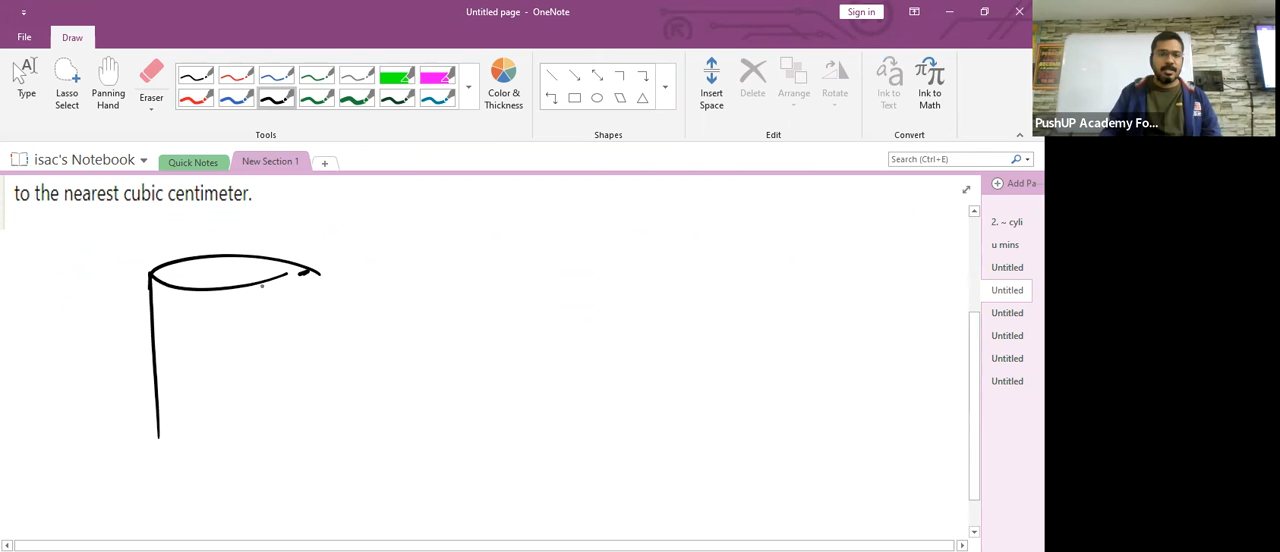 Untitled page - OneNote
Sign in
File
Draw
Type
Lasso Select
Panning Hand
Eraser
Color & Thickness
Insert Space
Delete
Arrange
Rotate
Ink to Text
Ink to Math
Tools
Shapes
Edit
Convert
PushUP Academy Fo...
isac's Notebook
Quick Notes
New Section 1
Search (Ctrl+E)
to the nearest cubic centimeter.
Add Pa
2. ~ cyli
u mins
Untitled
Untitled
Untitled
Untitled
Untitled
Untitled